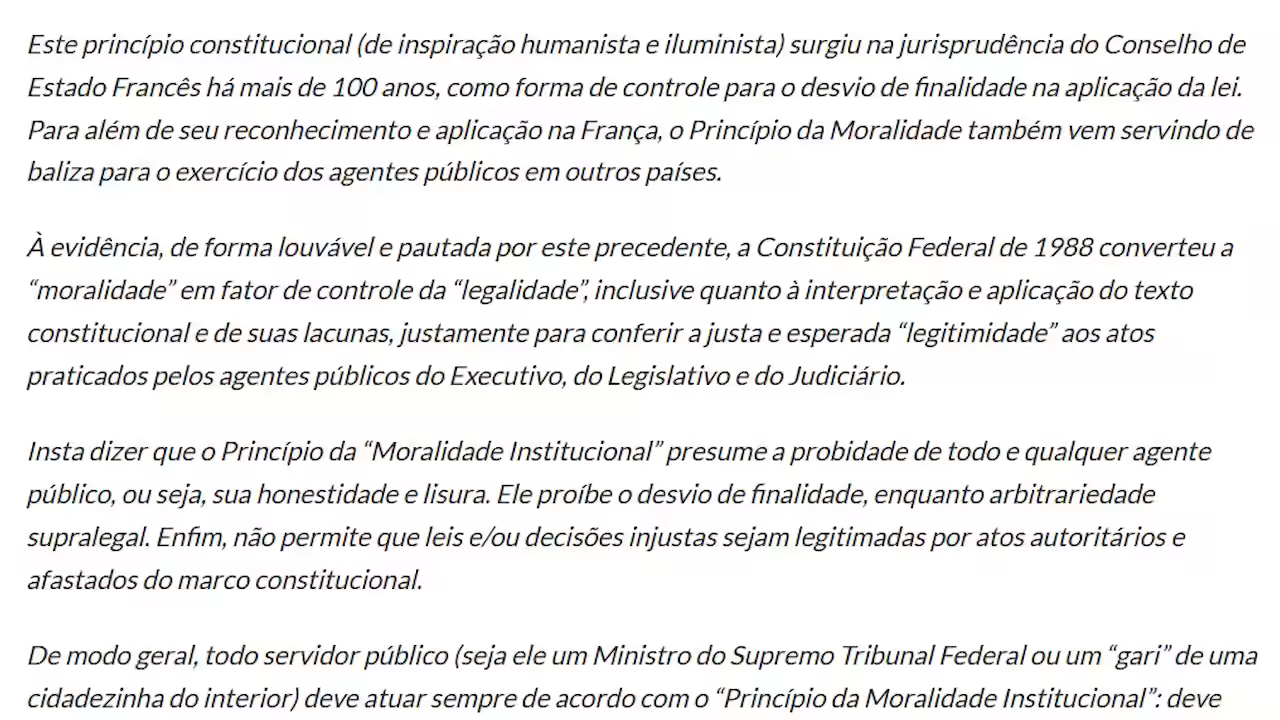 Este princípio constitucional (de inspiração humanista e iluminista) surgiu na jurisprudência do Conselho de
Estado Francês há mais de 100 anos, como forma de controle para o desvio de finalidade na aplicação da lei.
Para além de seu reconhecimento e aplicação na França, o Princípio da Moralidade também vem servindo de
baliza para o exercício dos agentes públicos em outros países.
À evidência, de forma louvável e pautada por este precedente, a Constituição Federal de 1988 converteu a
“moralidade” em fator de controle da “legalidade”, inclusive quanto à interpretação e aplicação do texto
constitucional e de suas lacunas, justamente para conferir a justa e esperada “legitimidade” aos atos
praticados pelos agentes públicos do Executivo, do Legislativo e do Judiciário.
Insta dizer que o Princípio da “Moralidade Institucional” presume a probidade de todo e qualquer agente
público, ou seja, sua honestidade e lisura. Ele proíbe o desvio de finalidade, enquanto arbitrariedade
supralegal. Enfim, não permite que leis e/ou decisões injustas sejam legitimadas por atos autoritários e
afastados do marco constitucional.
De modo geral, todo servidor público (seja ele um Ministro do Supremo Tribunal Federal ou um “gari” de uma
cidadezinha do interior) deve atuar sempre de acordo com o “Princípio da Moralidade Institucional”: deve